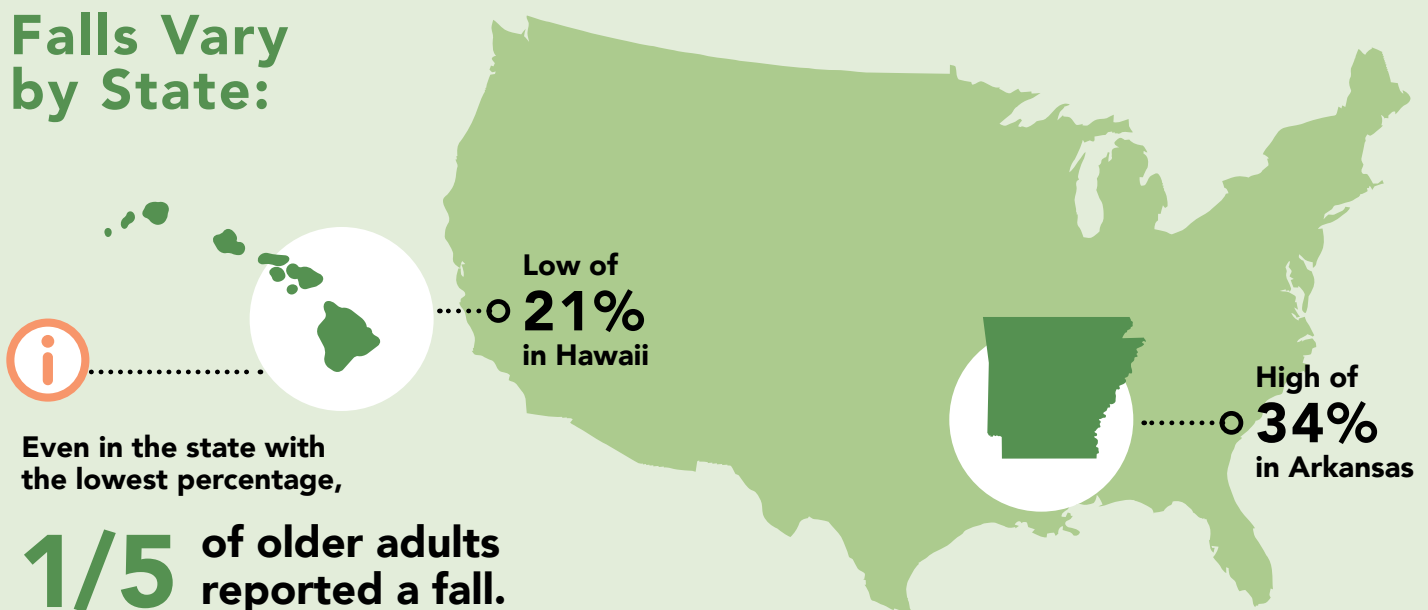 Falls Vary
by State:
Low of
21%
in Hawaii
High of
34%
in Arkansas
i
Even in the state with
the lowest percentage,
1/5 of older adults
reported a fall.